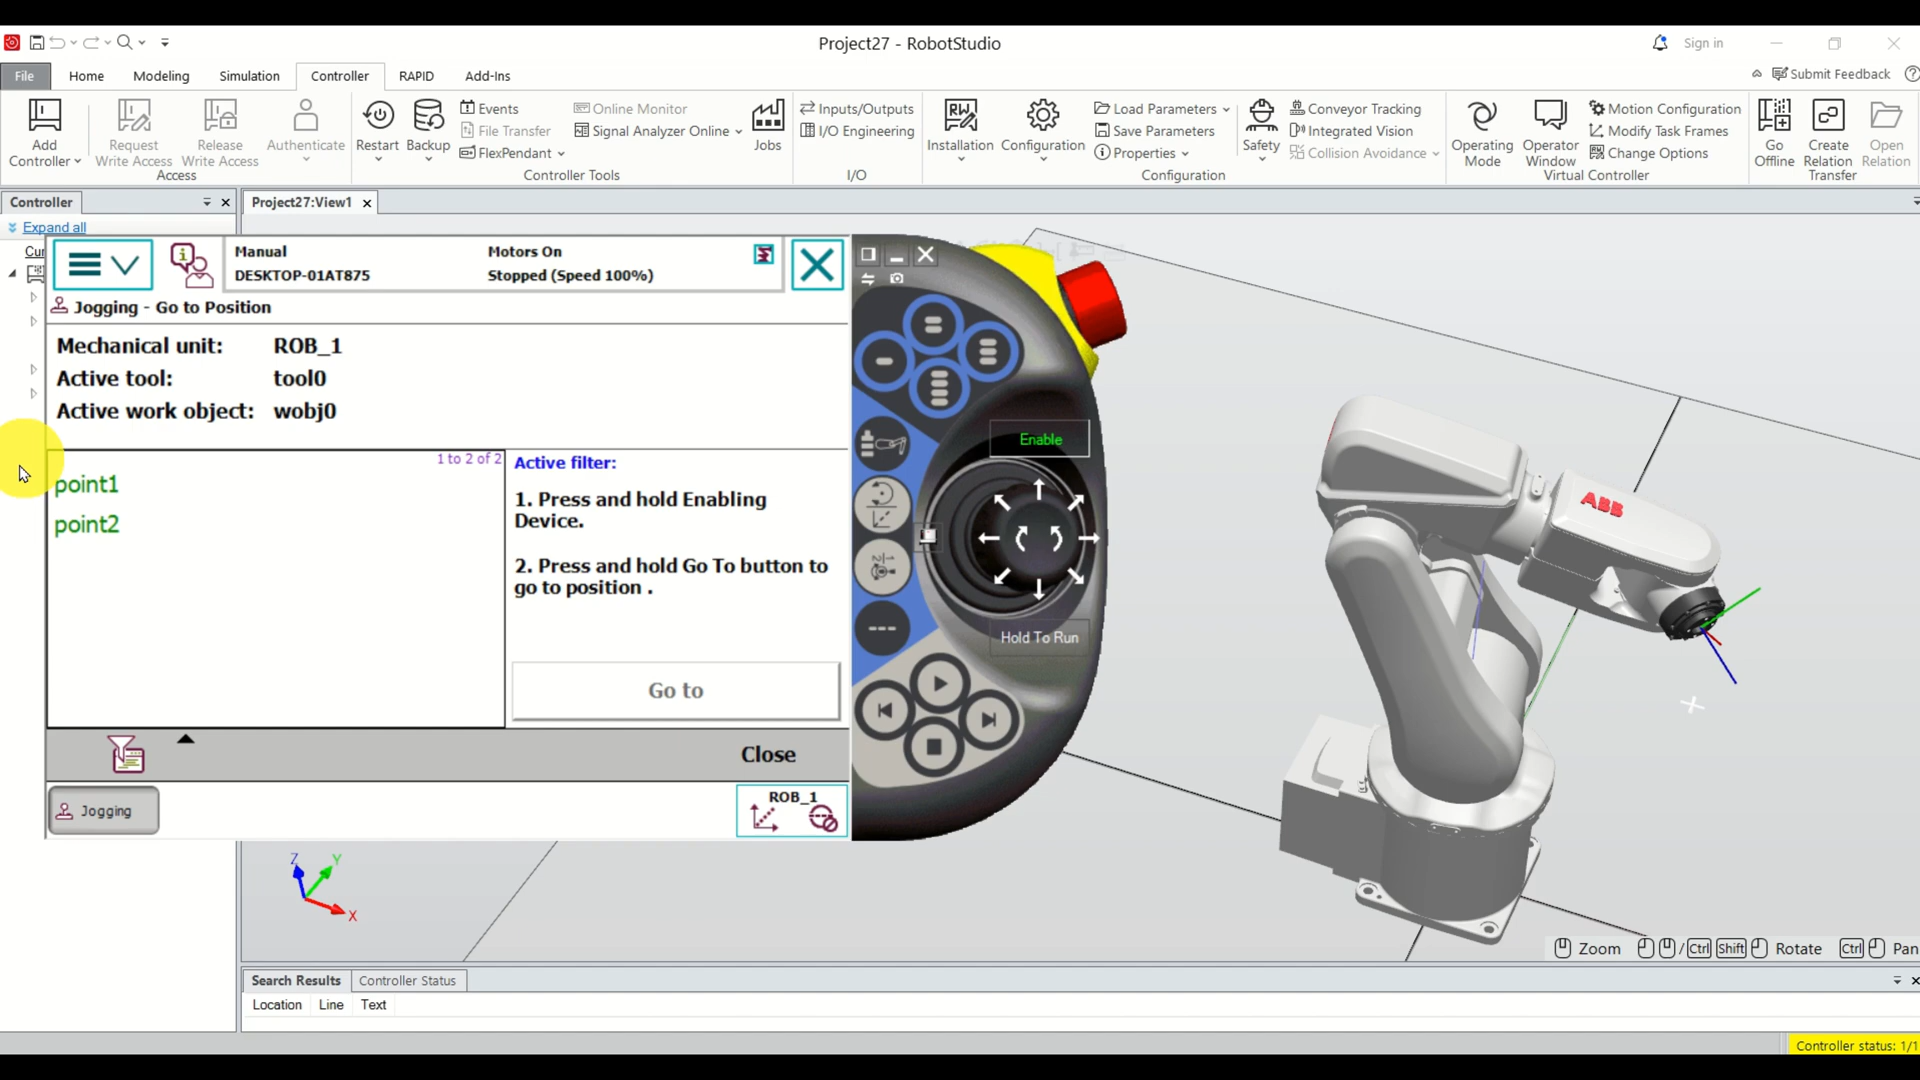 Project27 - RobotStudio
Sign in
File
Home
Modeling
Simulation
Controller
RAPID
Add-Ins
Submit Feedback
Add Controller
Request Write Access
Release Write Access
Authenticate
Access
Restart
Backup
Events
File Transfer
FlexPendant
Online Monitor
Signal Analyzer Online
Jobs
Controller Tools
Inputs/Outputs
I/O Engineering
I/O
Installation
Configuration
Load Parameters
Save Parameters
Properties
Safety
Conveyor Tracking
Integrated Vision
Collision Avoidance
Configuration
Operating Mode
Operator Window
Motion Configuration
Modify Task Frames
Change Options
Virtual Controller
Go Offline
Create Relation
Open Relation
Transfer
Controller
Project27:View1
Expand all
Cu
Manual
DESKTOP-01AT875
Motors On
Stopped (Speed 100%)
Jogging - Go to Position
Mechanical unit: ROB_1
Active tool: tool0
Active work object: wobj0
1 to 2 of 2
point1
point2
Active filter:
1. Press and hold Enabling
Device.
2. Press and hold Go To button to
go to position .
Go to
Close
Jogging
ROB_1
Enable
Hold To Run
ABB
Z
Y
X
Zoom
/ Ctrl Shift Rotate
Ctrl Pan
Search Results
Controller Status
Location Line Text
Controller status: 1/1